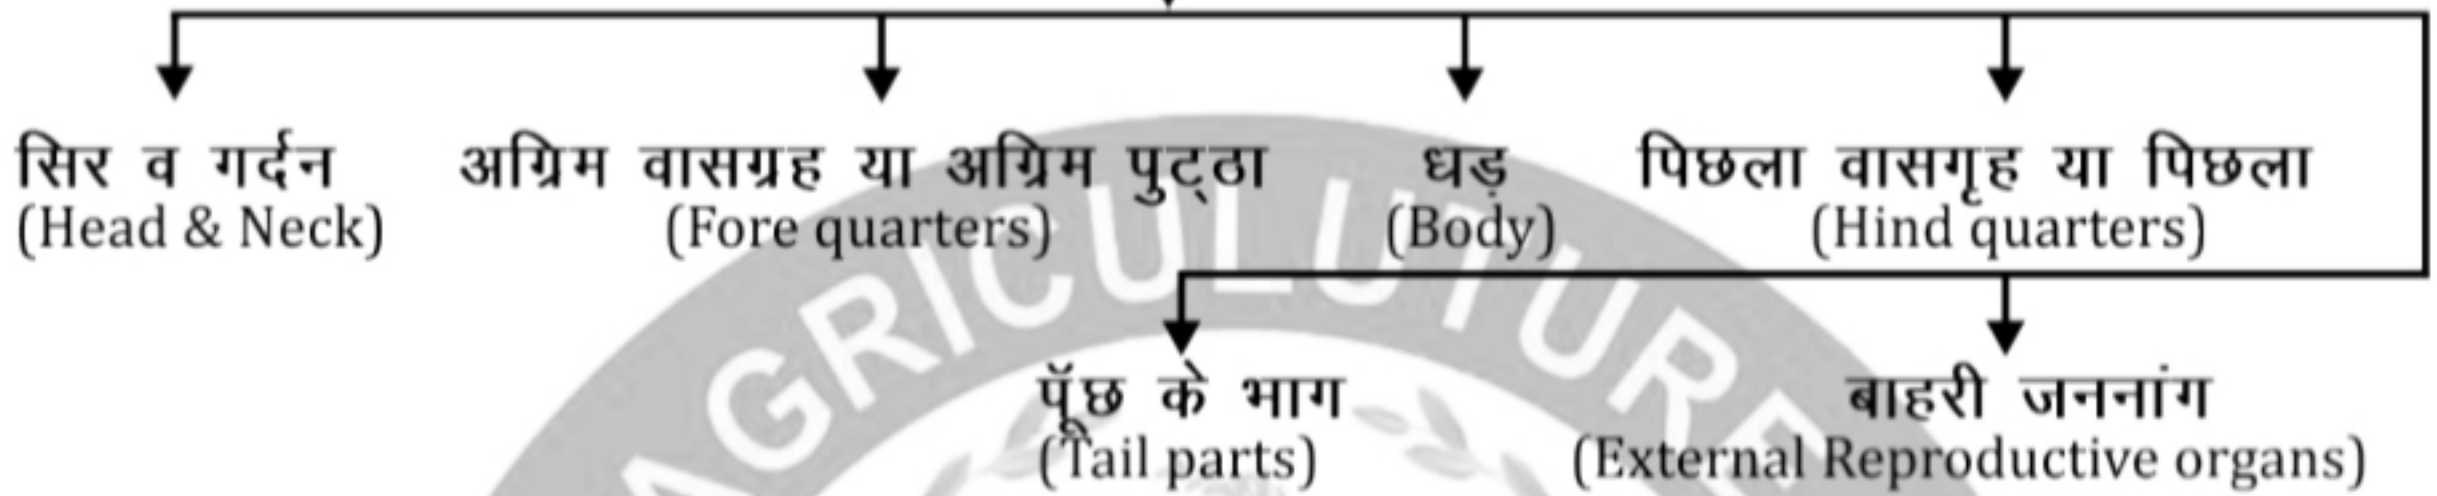 सिर व गर्दन अग्रिम वासग्रह या अग्रिम पुट्ठा धड़ पिछला वासगृह या पिछला
(Head & Neck) (Fore quarters) (Body) (Hind quarters)
AGRICULUTURE
पूँछ के भाग बाहरी जननांग
(Tail parts) (External Reproductive organs)